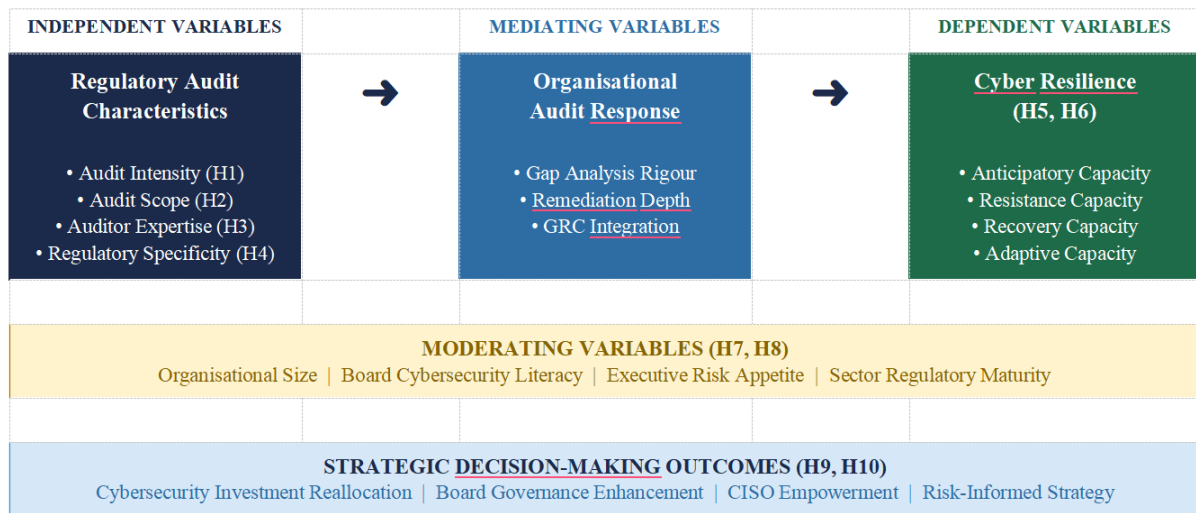 INDEPENDENT VARIABLES
MEDIATING VARIABLES
DEPENDENT VARIABLES
Regulatory Audit
Characteristics
• Audit Intensity (H1)
• Audit Scope (H2)
• Auditor Expertise (H3)
• Regulatory Specificity (H4)
➔
Organisational
Audit Response
• Gap Analysis Rigour
• Remediation Depth
• GRC Integration
➔
Cyber Resilience
(H5, H6)
• Anticipatory Capacity
• Resistance Capacity
• Recovery Capacity
• Adaptive Capacity
MODERATING VARIABLES (H7, H8)
Organisational Size | Board Cybersecurity Literacy | Executive Risk Appetite | Sector Regulatory Maturity
STRATEGIC DECISION-MAKING OUTCOMES (H9, H10)
Cybersecurity Investment Reallocation | Board Governance Enhancement | CISO Empowerment | Risk-Informed Strategy